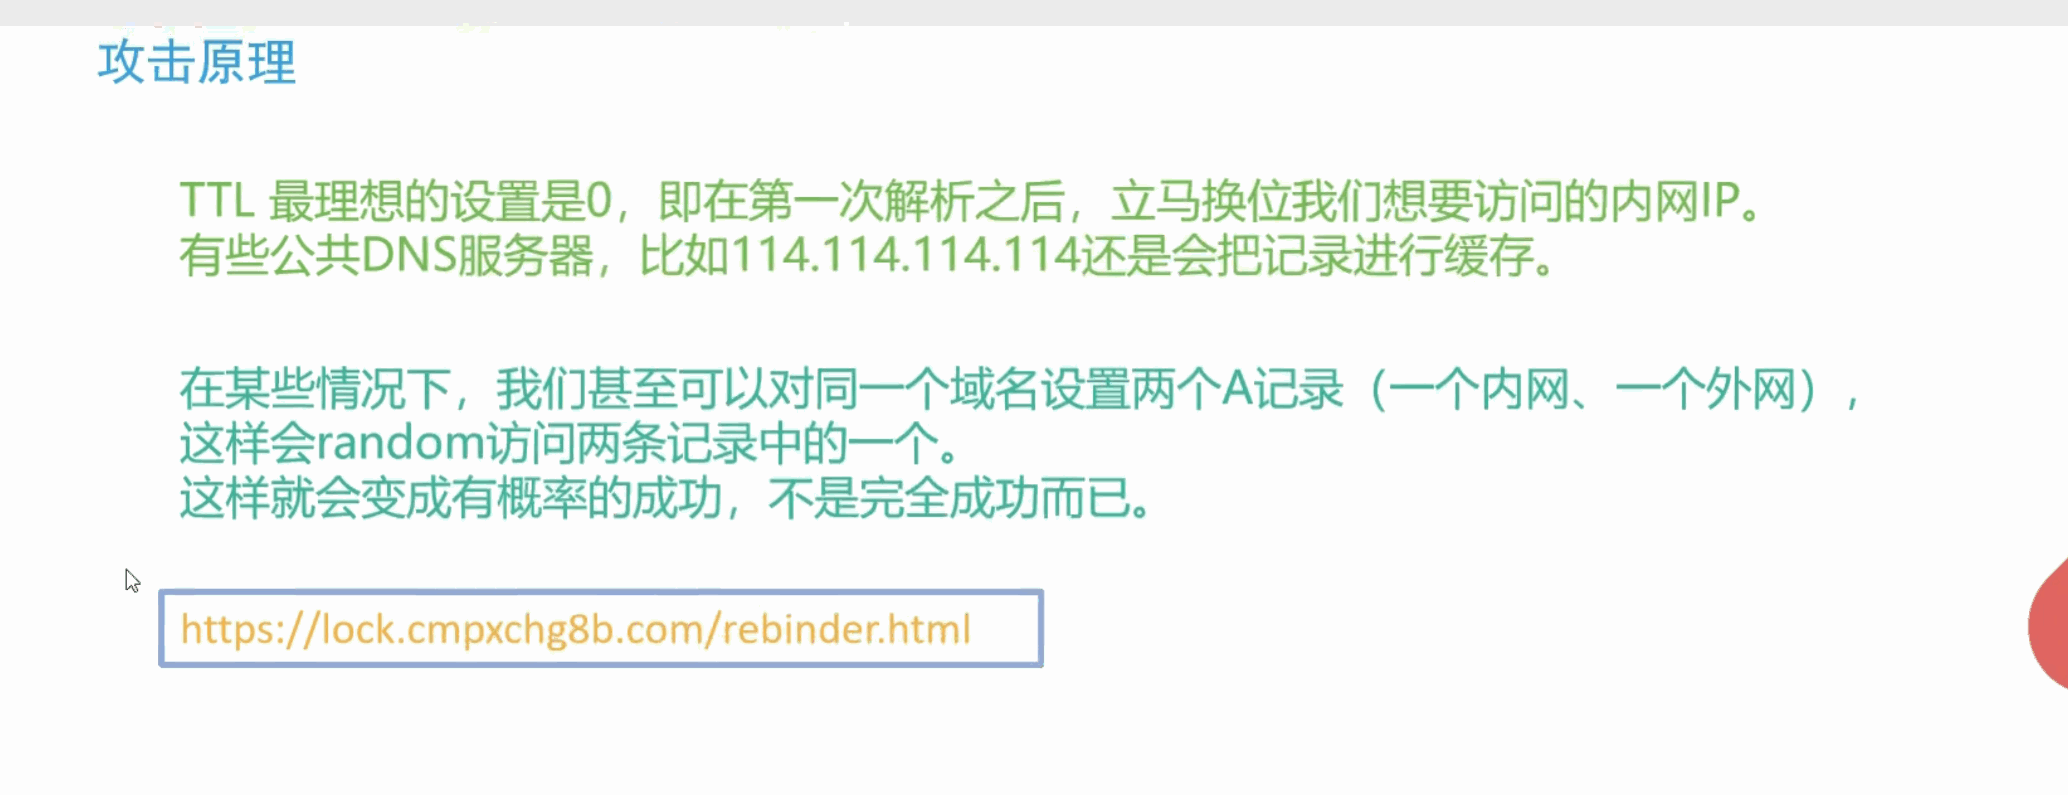 攻击原理
TTL 最理想的设置是0，即在第一次解析之后，立马换位我们想要访问的内网IP。
有些公共DNS服务器，比如114.114.114.114还是会把记录进行缓存。
在某些情况下，我们甚至可以对同一个域名设置两个A记录（一个内网、一个外网），
这样会random访问两条记录中的一个。
这样就会变成有概率的成功，不是完全成功而已。
https://lock.cmpxchg8b.com/rebinder.html